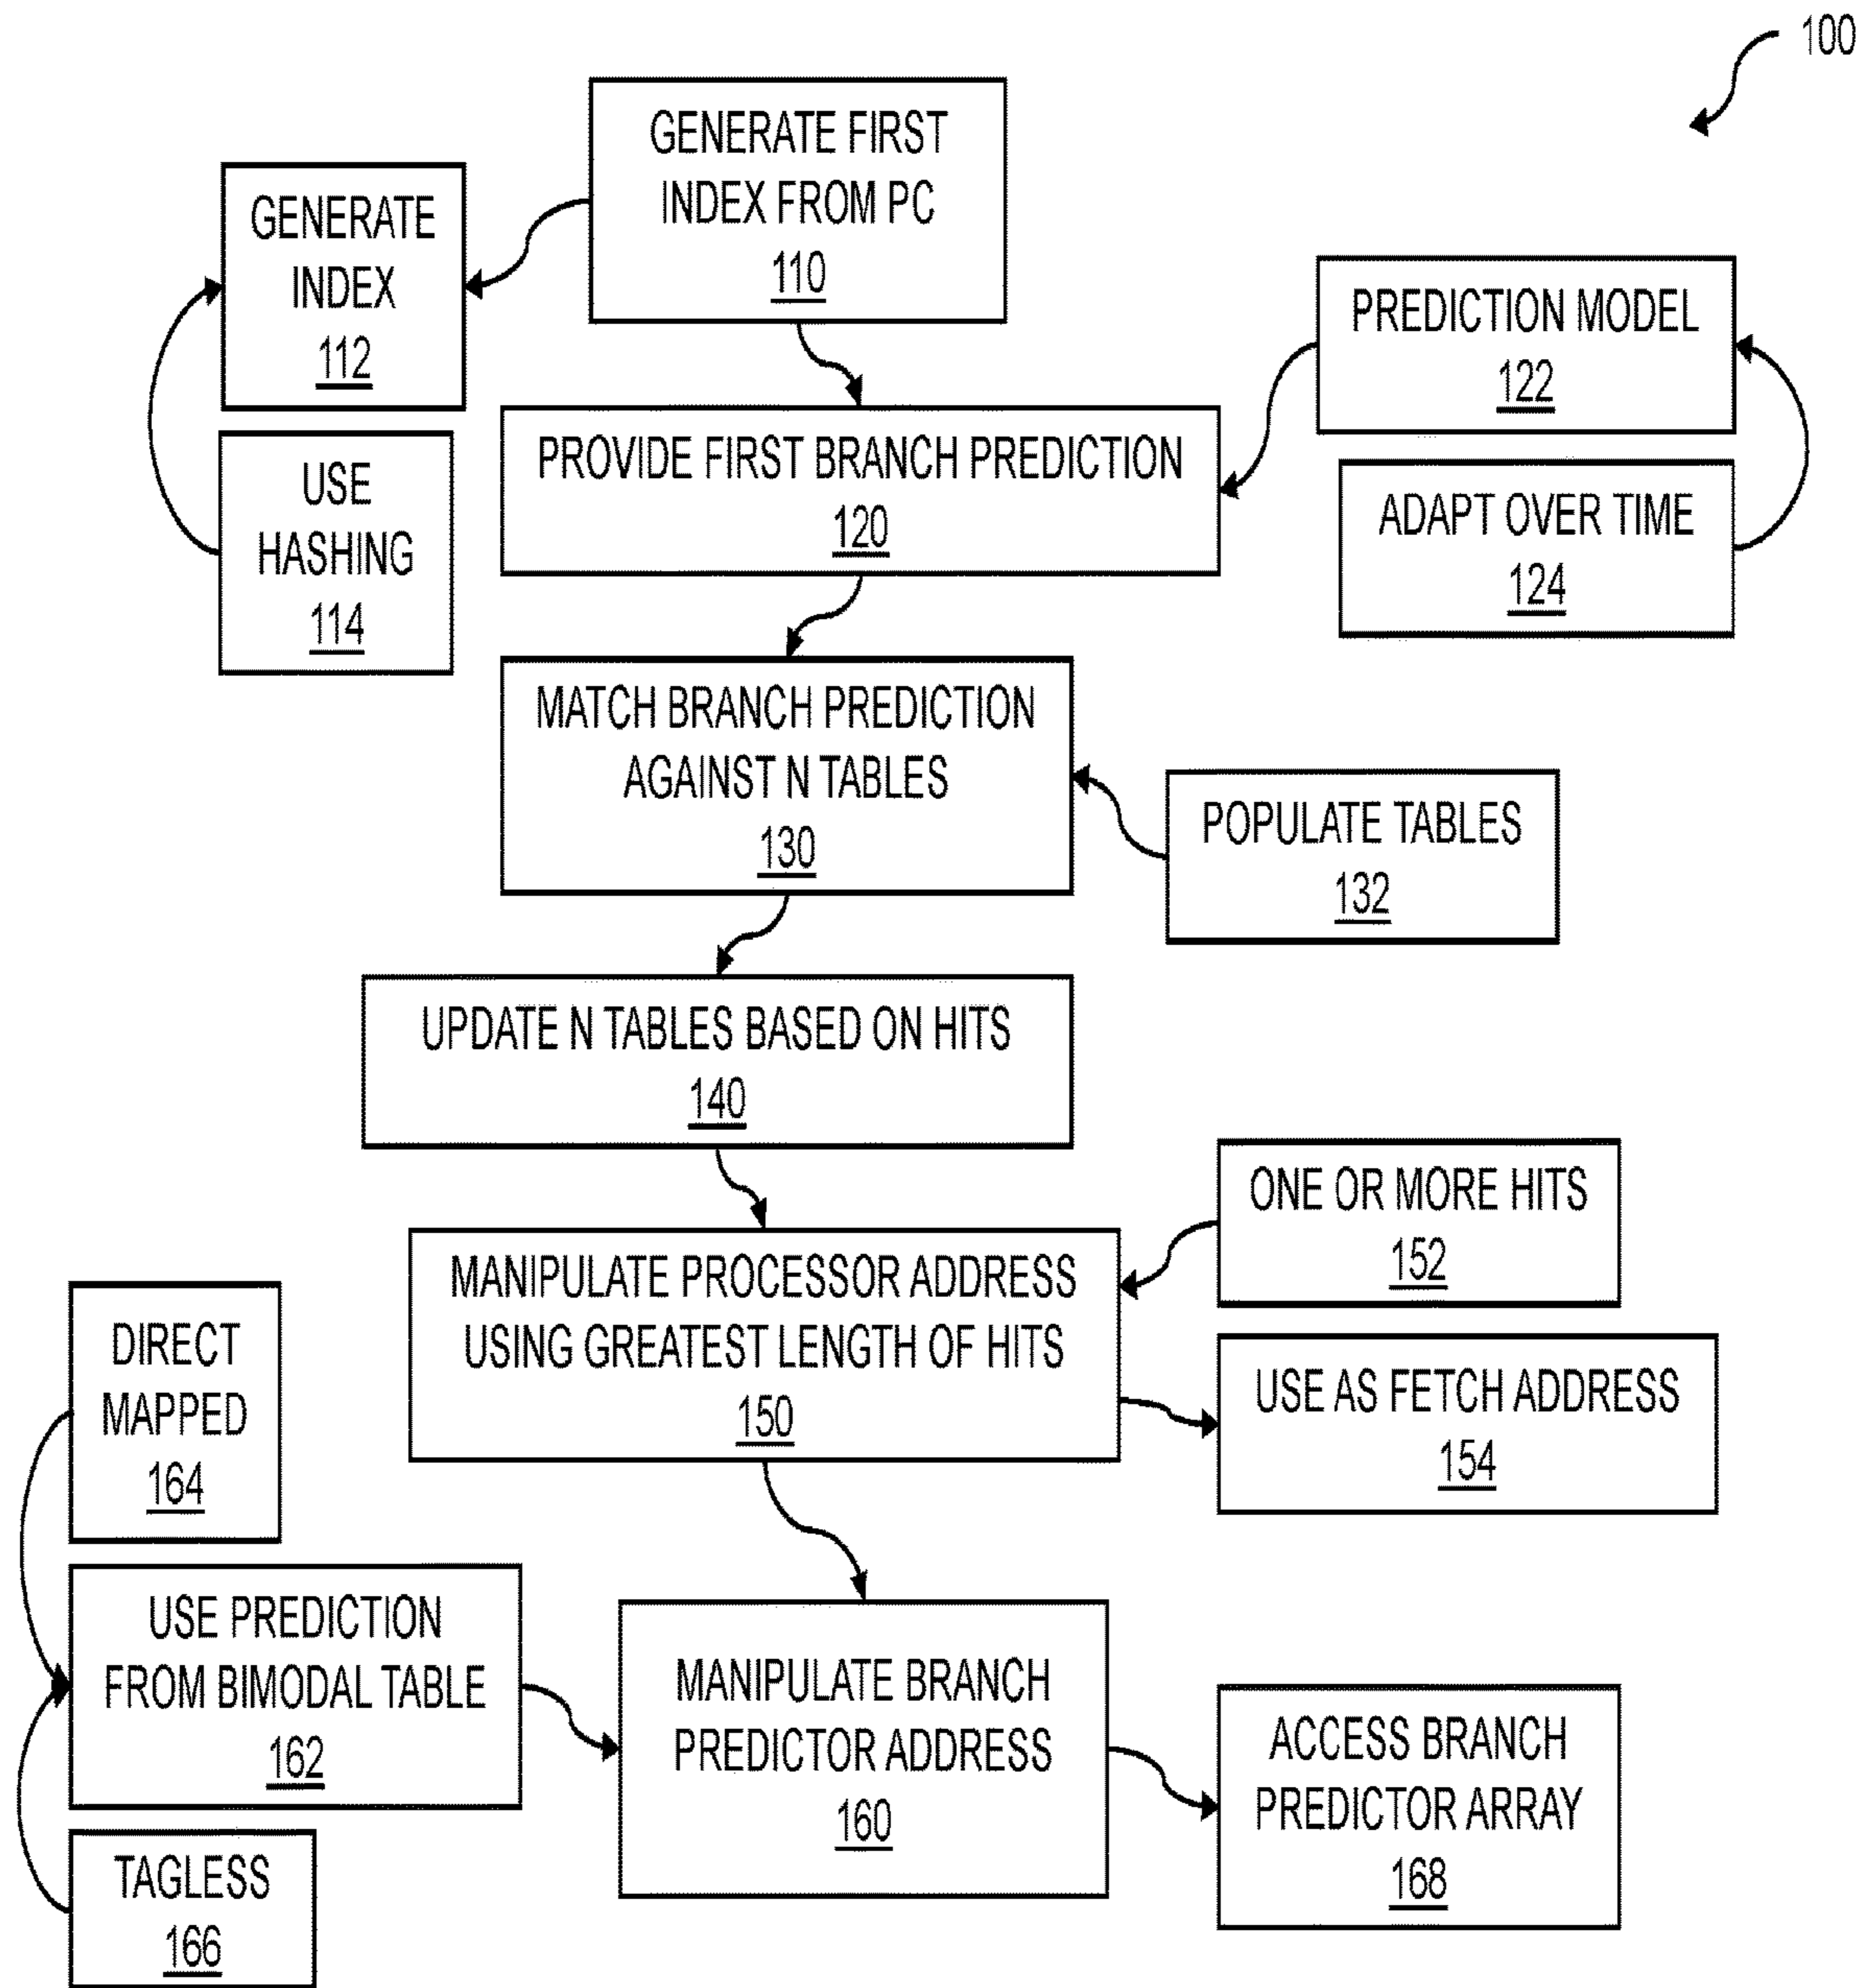 100
GENERATE FIRST
INDEX FROM PC
110
GENERATE
INDEX
112
USE
HASHING
114
PREDICTION MODEL
122
ADAPT OVER TIME
124
PROVIDE FIRST BRANCH PREDICTION
120
MATCH BRANCH PREDICTION
AGAINST N TABLES
130
POPULATE TABLES
132
UPDATE N TABLES BASED ON HITS
140
ONE OR MORE HITS
152
MANIPULATE PROCESSOR ADDRESS
USING GREATEST LENGTH OF HITS
150
USE AS FETCH ADDRESS
154
DIRECT
MAPPED
164
USE PREDICTION
FROM BIMODAL TABLE
162
TAGLESS
166
MANIPULATE BRANCH
PREDICTOR ADDRESS
160
ACCESS BRANCH
PREDICTOR ARRAY
168